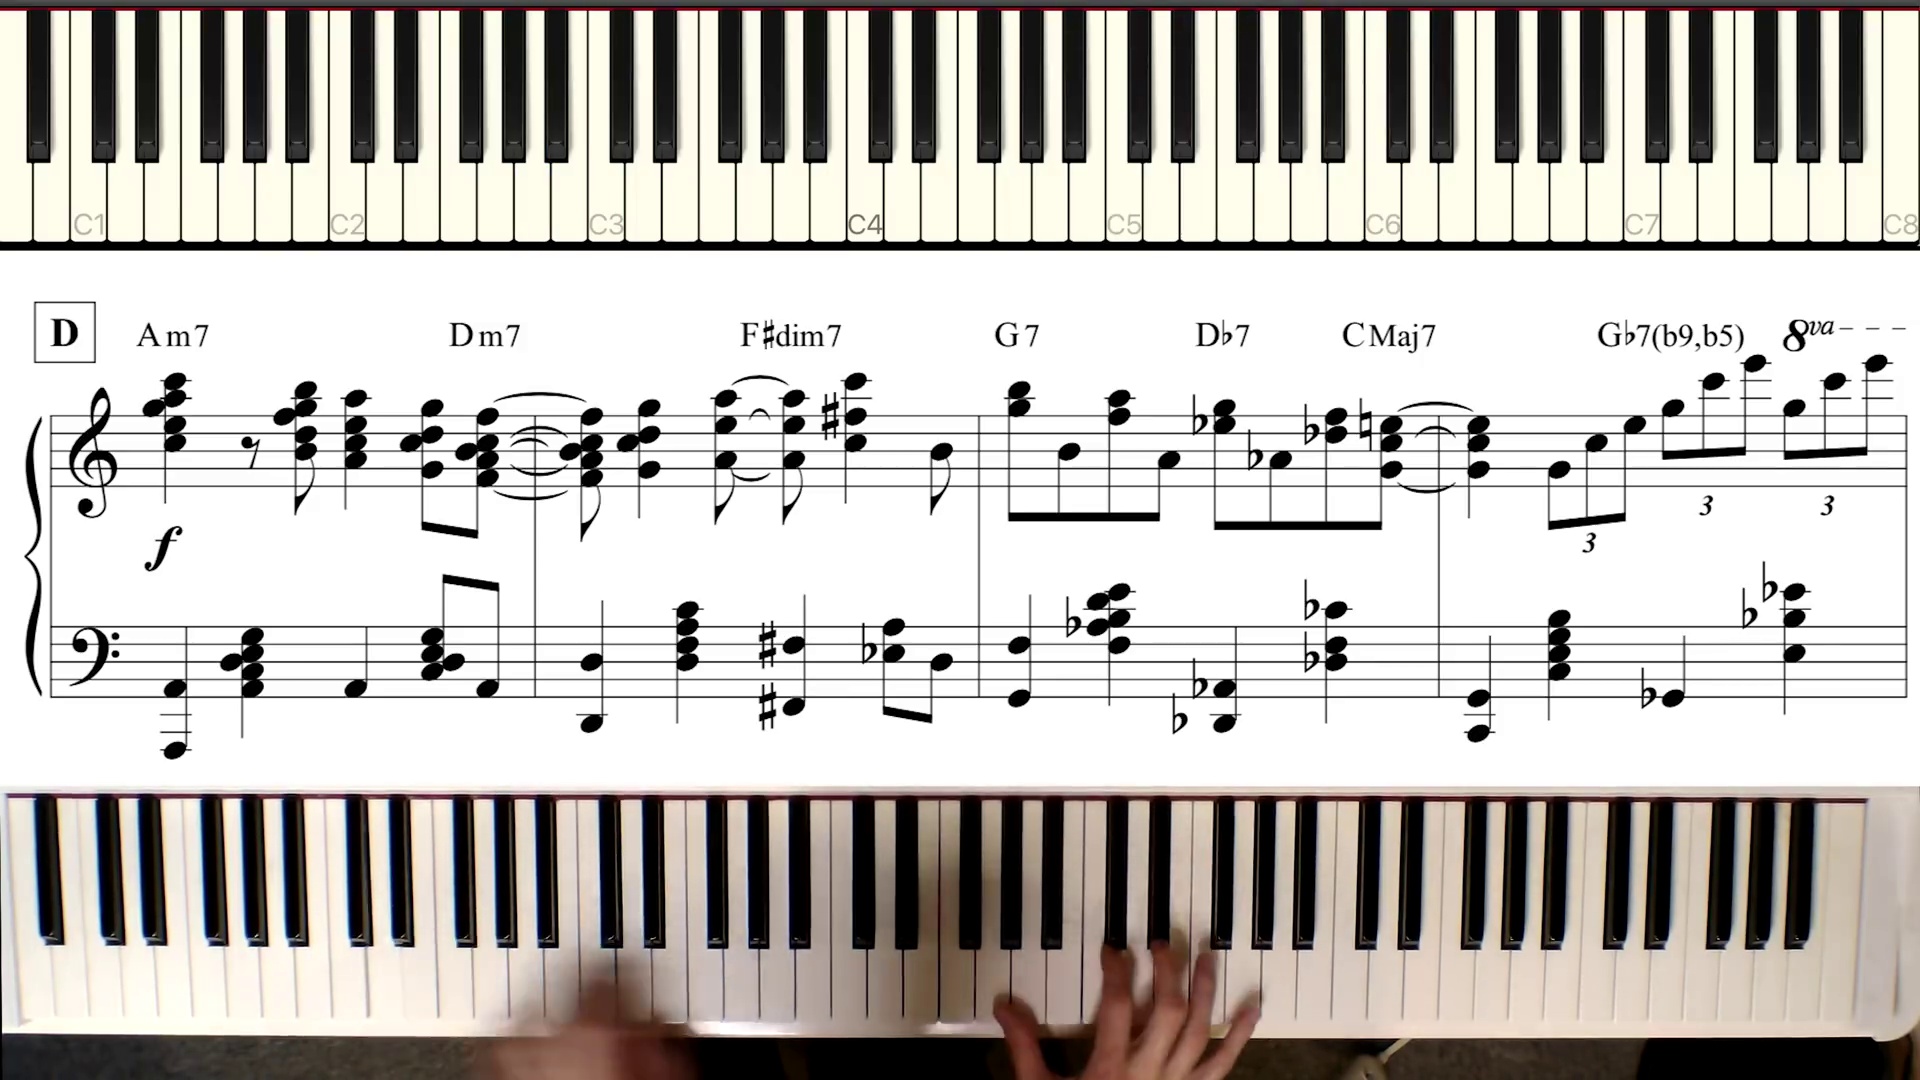 C1 C2 C3 C4 C5 C6 C7 C8
D Am7 Dm7 F♯dim7 G7 D♭7 CMaj7 G♭7(b9,b5) 8va
3 3
f
3